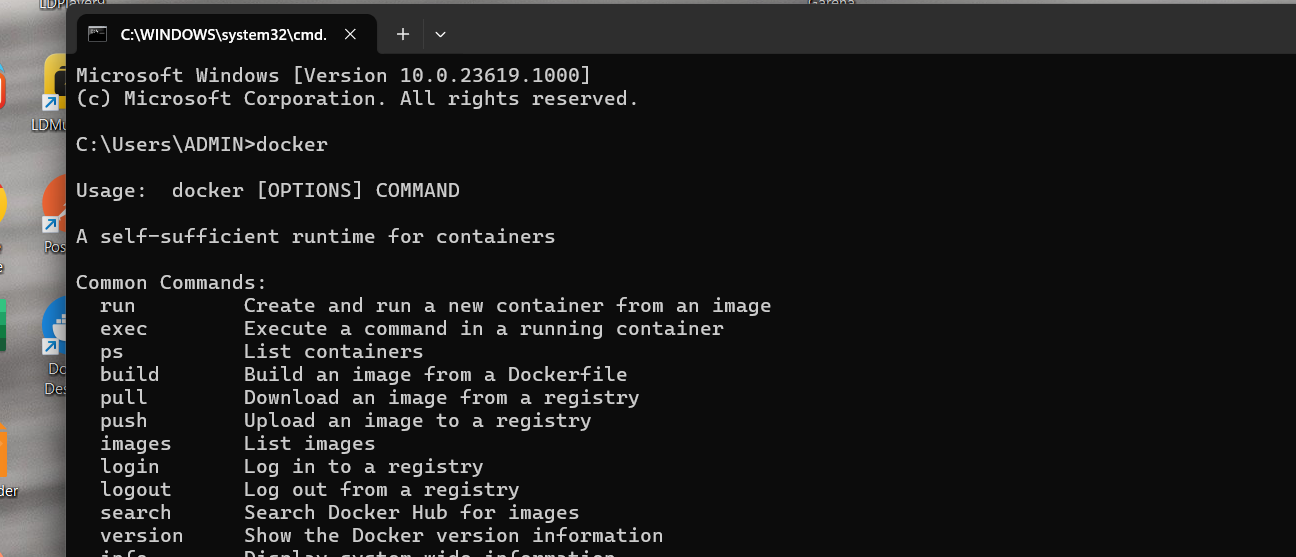 LDPlayer9
Garena
C:\WINDOWS\system32\cmd.
Microsoft Windows [Version 10.0.23619.1000]
(c) Microsoft Corporation. All rights reserved.
LDMu
C:\Users\ADMIN>docker
Usage:  docker [OPTIONS] COMMAND
A self-sufficient runtime for containers
Pos
Common Commands:
  run         Create and run a new container from an image
  exec        Execute a command in a running container
  ps          List containers
  build       Build an image from a Dockerfile
  pull        Download an image from a registry
  push        Upload an image to a registry
  images      List images
  login       Log in to a registry
  logout      Log out from a registry
  search      Search Docker Hub for images
  version     Show the Docker version information
  info        Display system-wide information
Do
Des
der